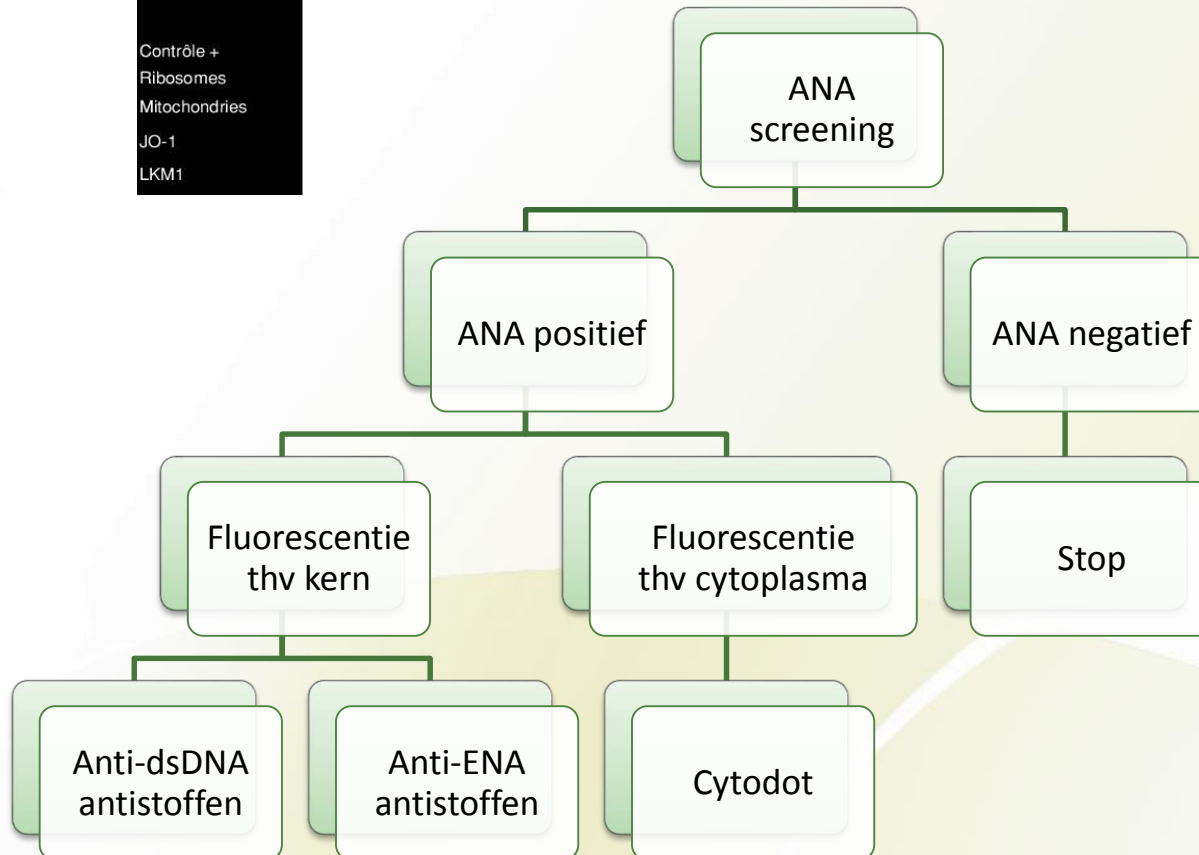 Contrôle +
Ribosomes
Mitochondries
JO-1
LKM1
ANA
screening
ANA positief
ANA negatief
Fluorescentie
thv kern
Fluorescentie
thv cytoplasma
Stop
Anti-dsDNA
antistoffen
Anti-ENA
antistoffen
Cytodot